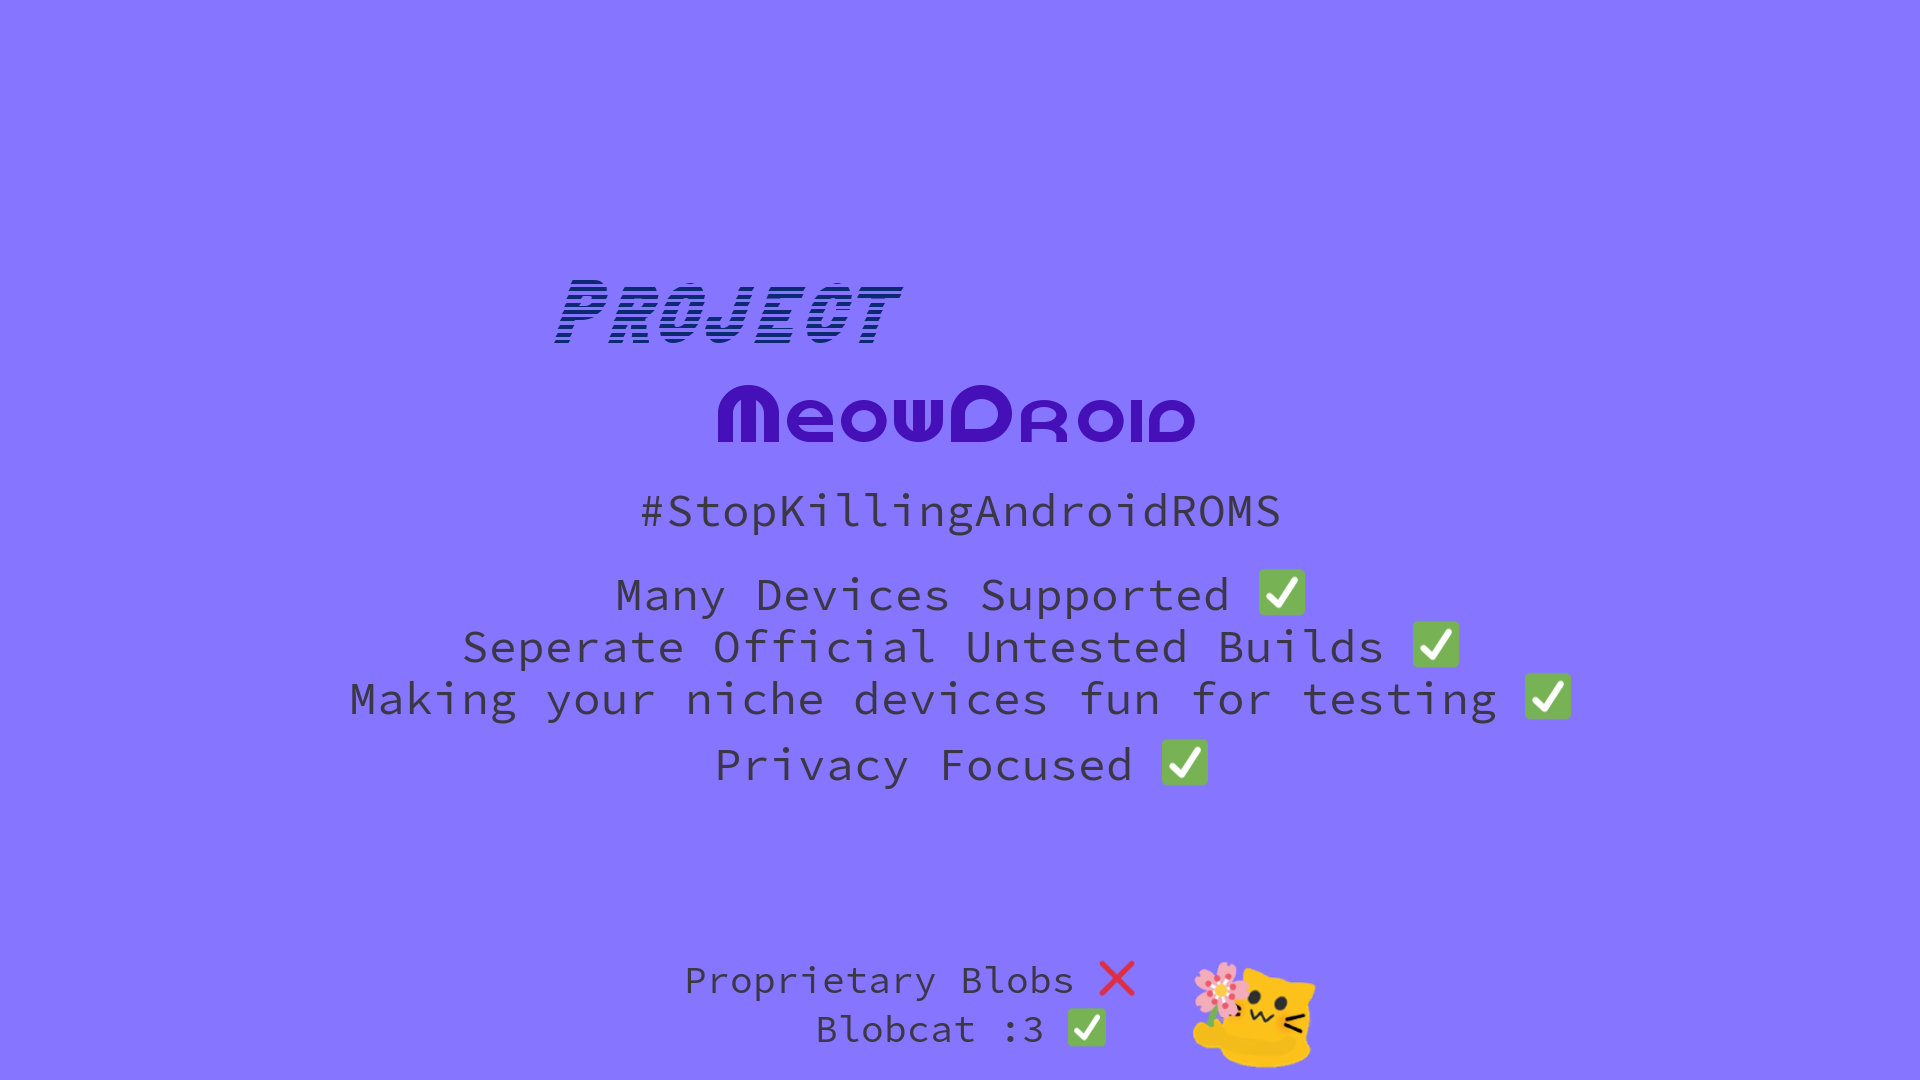 PROJECT
MeowDroid
#StopKillingAndroidROMS
Many Devices Supported ✅
Seperate Official Untested Builds ✅
Making your niche devices fun for testing ✅
Privacy Focused ✅
Proprietary Blobs ❌
Blobcat :3 ✅